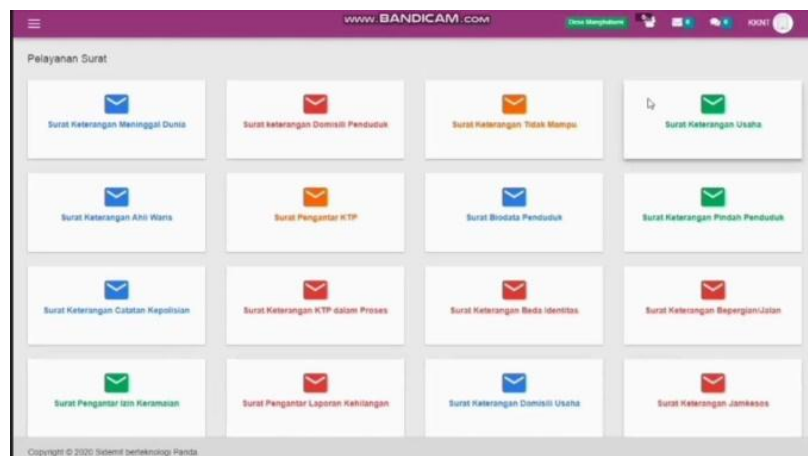 www.BANDICAM.com
KKNT
Pelayanan Surat
Surat Keterangan Meninggal Dunia
Surat keterangan Domisili Penduduk
Surat Keterangan Tidak Mampu
Surat Keterangan Usaha
Surat Keterangan Ahli Waris
Surat Pengantar KTP
Surat Biodata Penduduk
Surat Keterangan Pindah Penduduk
Surat Keterangan Catatan Kepolisian
Surat Keterangan KTP dalam Proses
Surat Keterangan Beda Identitas
Surat Keterangan Bepergian/Jalan
Surat Pengantar Izin Keramaian
Surat Pengantar Laporan Kehilangan
Surat Keterangan Domisili Usaha
Surat Keterangan Jamkesos
Copyright © 2020 Sidemit berteknologi Panda.